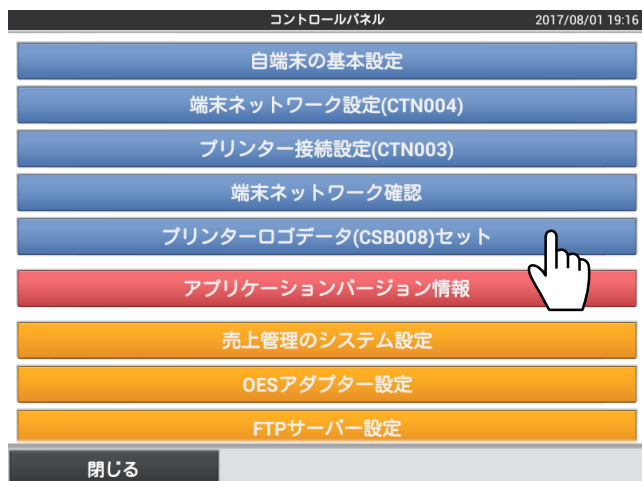 コントロールパネル 2017/08/01 19:16
自端末の基本設定
端末ネットワーク設定(CTN004)
プリンター接続設定(CTN003)
端末ネットワーク確認
プリンターロゴデータ(CSB008)セット
アプリケーションバージョン情報
売上管理のシステム設定
OESアダプター設定
FTPサーバー設定
閉じる